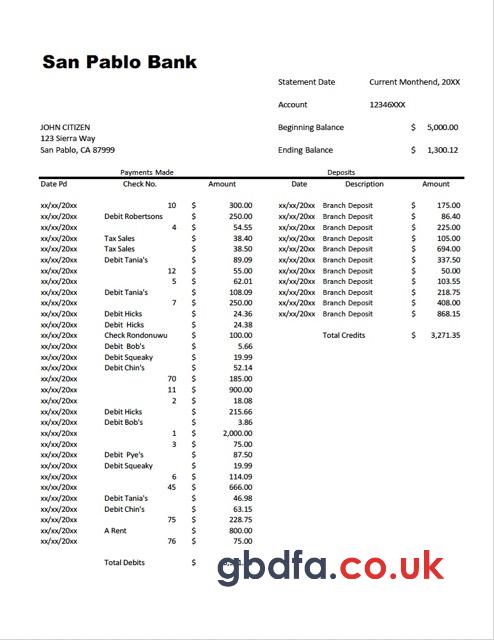 San Pablo Bank
Statement Date Current Monthend, 20XX
Account 12346XXX
JOHN CITIZEN Beginning Balance $ 5,000.00
123 Sierra Way
San Pablo, CA 87999 Ending Balance $ 1,300.12
Payments Made Deposits
Date Pd Check No. Amount Date Description Amount
xx/xx/20xx 10 $ 300.00 xx/xx/20xx Branch Deposit $ 175.00
xx/xx/20xx Debit Robertsons $ 250.00 xx/xx/20xx Branch Deposit $ 86.40
xx/xx/20xx 4 $ 54.55 xx/xx/20xx Branch Deposit $ 225.00
xx/xx/20xx Tax Sales $ 38.40 xx/xx/20xx Branch Deposit $ 105.00
xx/xx/20xx Tax Sales $ 38.50 xx/xx/20xx Branch Deposit $ 694.00
xx/xx/20xx Debit Tania's $ 89.09 xx/xx/20xx Branch Deposit $ 337.50
xx/xx/20xx 12 $ 55.00 xx/xx/20xx Branch Deposit $ 50.00
xx/xx/20xx 5 $ 62.01 xx/xx/20xx Branch Deposit $ 103.55
xx/xx/20xx Debit Tania's $ 108.09 xx/xx/20xx Branch Deposit $ 218.75
xx/xx/20xx 7 $ 250.00 xx/xx/20xx Branch Deposit $ 408.00
xx/xx/20xx Debit Hicks $ 24.36 xx/xx/20xx Branch Deposit $ 868.15
xx/xx/20xx Debit Hicks $ 24.38
xx/xx/20xx Check Rondonuwu $ 100.00 Total Credits $ 3,271.35
xx/xx/20xx Debit Bob's $ 5.66
xx/xx/20xx Debit Squeaky $ 19.99
xx/xx/20xx Debit Chin's $ 52.14
xx/xx/20xx 70 $ 185.00
xx/xx/20xx 11 $ 900.00
xx/xx/20xx 2 $ 18.08
xx/xx/20xx Debit Hicks $ 215.66
xx/xx/20xx Debit Bob's $ 3.86
xx/xx/20xx 1 $ 2,000.00
xx/xx/20xx 3 $ 75.00
xx/xx/20xx Debit Pye's $ 87.50
xx/xx/20xx Debit Squeaky $ 19.99
xx/xx/20xx 6 $ 114.09
xx/xx/20xx 45 $ 666.00
xx/xx/20xx Debit Tania's $ 46.98
xx/xx/20xx Debit Chin's $ 63.15
xx/xx/20xx 75 $ 228.75
xx/xx/20xx A Rent $ 800.00
xx/xx/20xx 76 $ 75.00
Total Debits $
gbdfa.co.uk